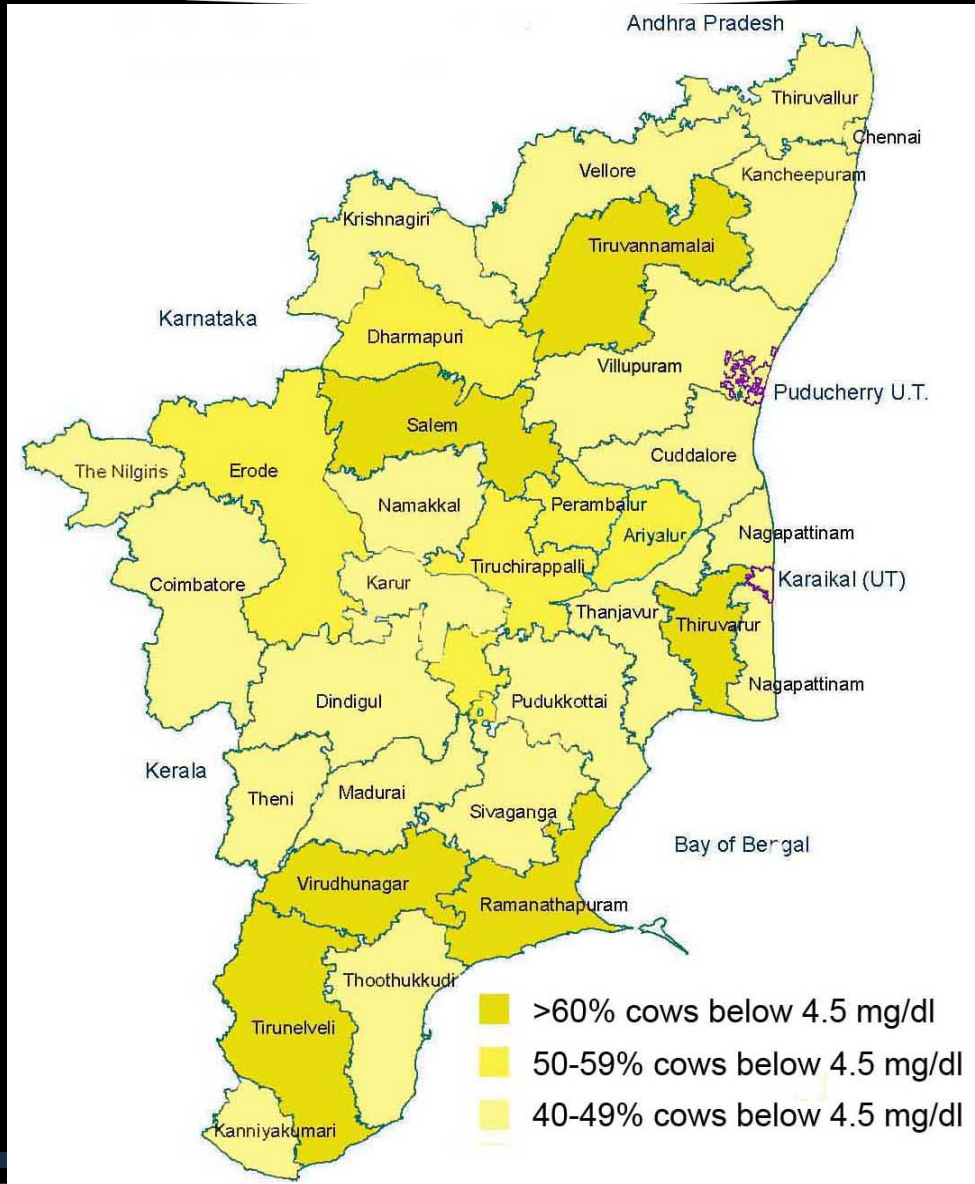 Andhra Pradesh
Thiruvallur
Chennai
Vellore
Kancheepuram
Krishnagiri
Tiruvannamalai
Karnataka
Dharmapuri
Villupuram
Puducherry U.T.
Salem
Cuddalore
The Nilgiris
Erode
Namakkal
Perambalur
Ariyalur
Nagapattinam
Tiruchirappalli
Karaikal (UT)
Coimbatore
Karur
Thanjavur
Thiruvarur
Nagapattinam
Dindigul
Pudukkottai
Kerala
Theni
Madurai
Sivaganga
Bay of Bengal
Virudhunagar
Ramanathapuram
Thoothukkudi
>60% cows below 4.5 mg/dl
Tirunelveli
50-59% cows below 4.5 mg/dl
40-49% cows below 4.5 mg/dl
Kanniyakumari